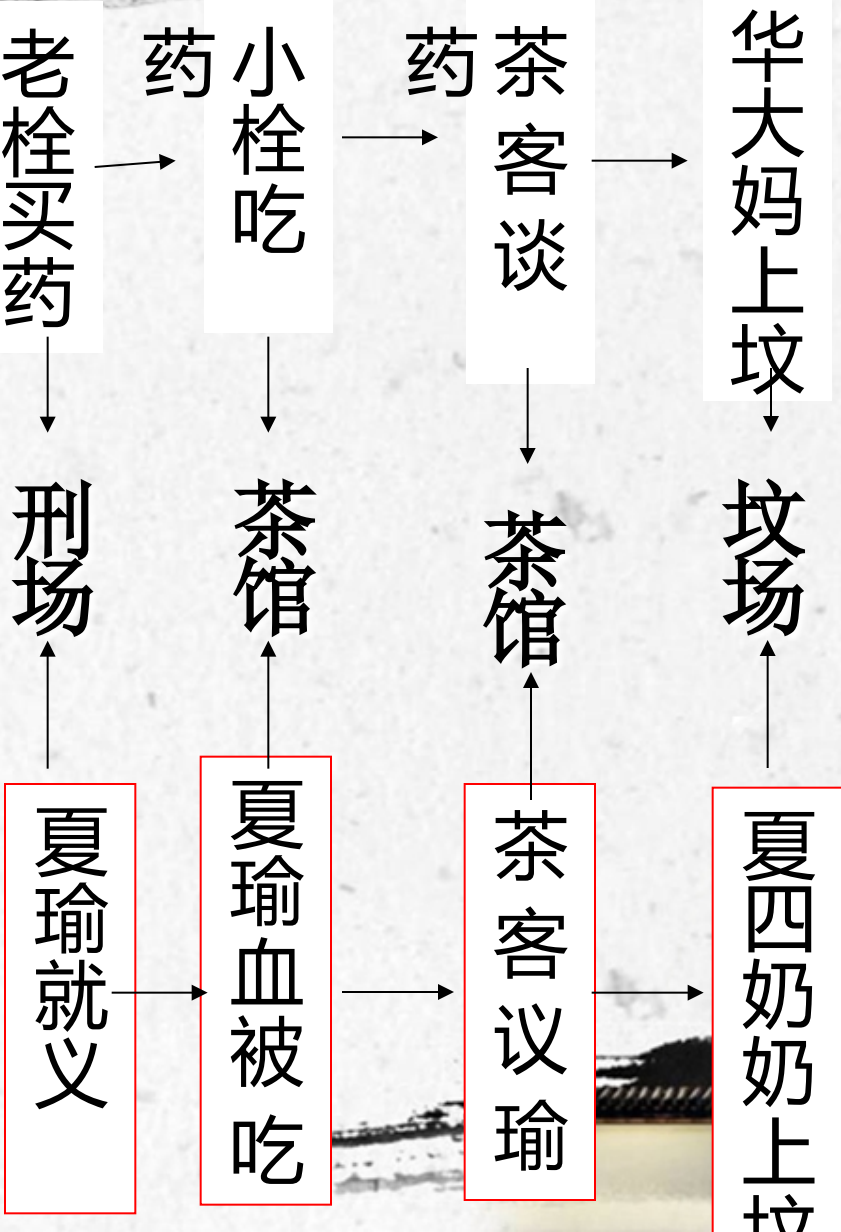 老栓买药
小栓吃药
茶客谈药
华大妈上坟
刑场
茶馆
茶馆
坟场
夏瑜就义
夏瑜血被吃
茶客议瑜
夏四奶奶上坟